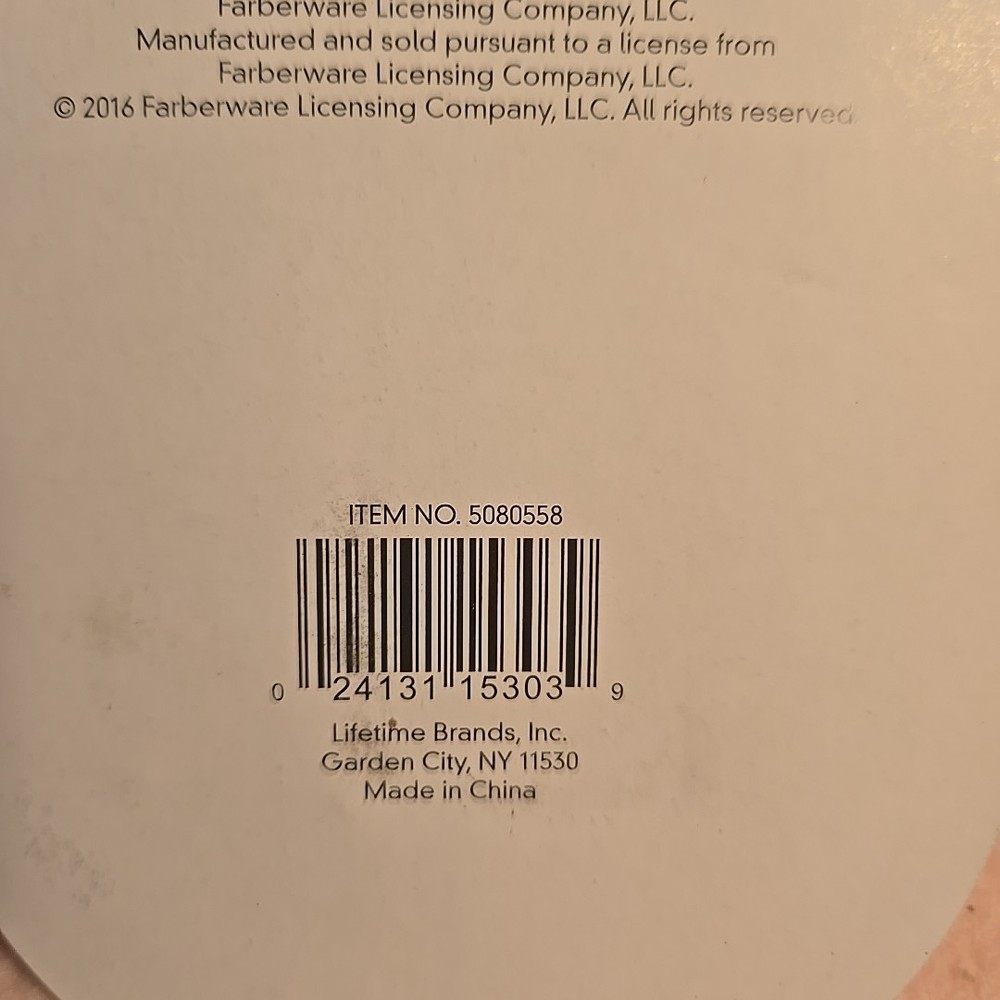 Farberware Licensing Company, LLC.
Manufactured and sold pursuant to a license from
Farberware Licensing Company, LLC.
© 2016 Farberware Licensing Company, LLC. All rights reserved
ITEM NO. 5080558
0 24131 15303 9
Lifetime Brands, Inc.
Garden City, NY 11530
Made in China